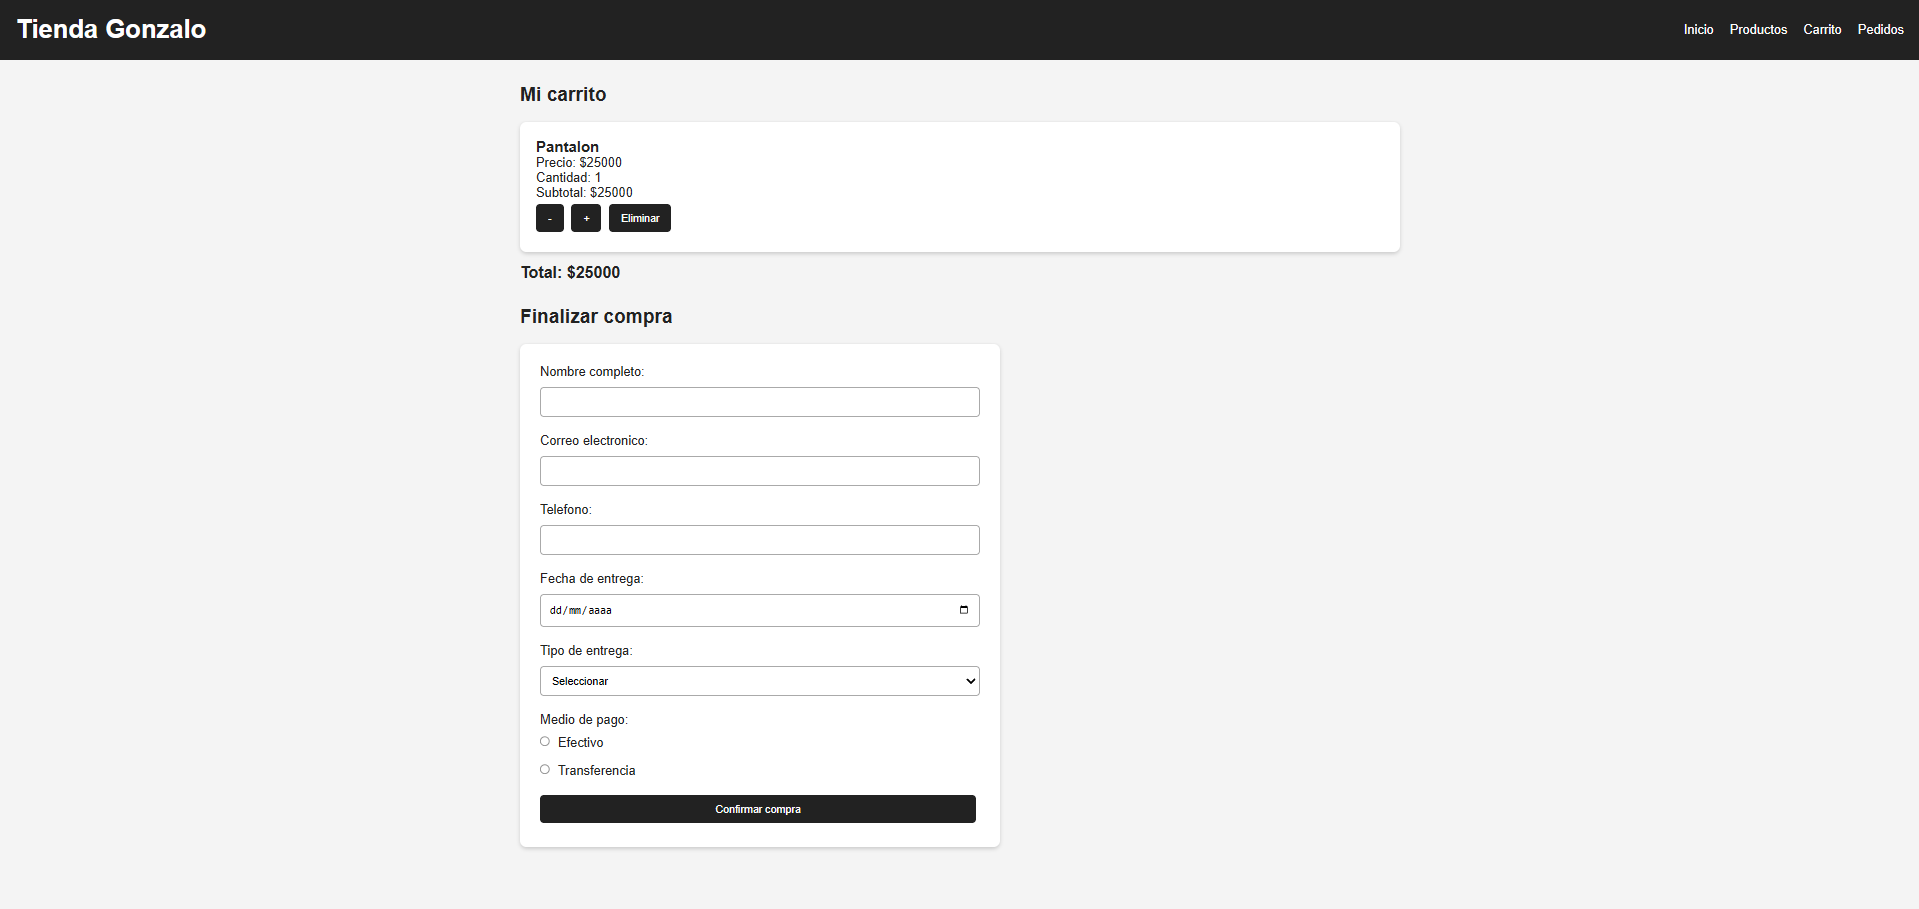 Tienda Gonzalo
Inicio Productos Carrito Pedidos
Mi carrito
Pantalon
Precio: $25000
Cantidad: 1
Subtotal: $25000
- + Eliminar
Total: $25000
Finalizar compra
Nombre completo:
Correo electronico:
Telefono:
Fecha de entrega:
dd/mm/aaaa
Tipo de entrega:
Seleccionar
Medio de pago:
Efectivo
Transferencia
Confirmar compra